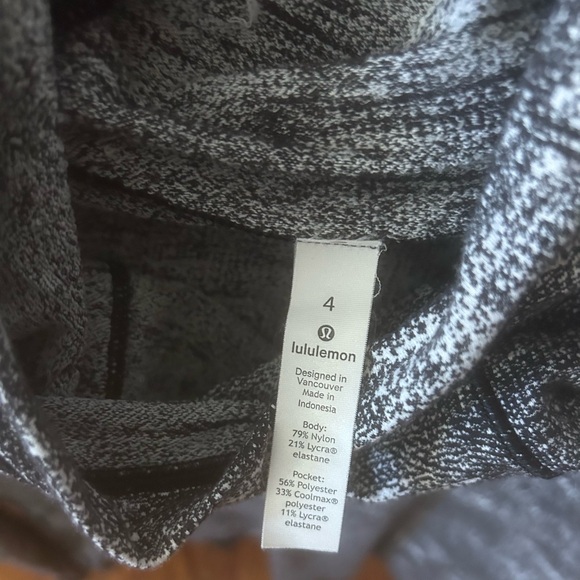 4
lululemon
Designed in
Vancouver
Made in
Indonesia
Body:
79% Nylon
21% Lycra®
elastane
Pocket:
56% Polyester
33% Coolmax®
polyester
11% Lycra®
elastane